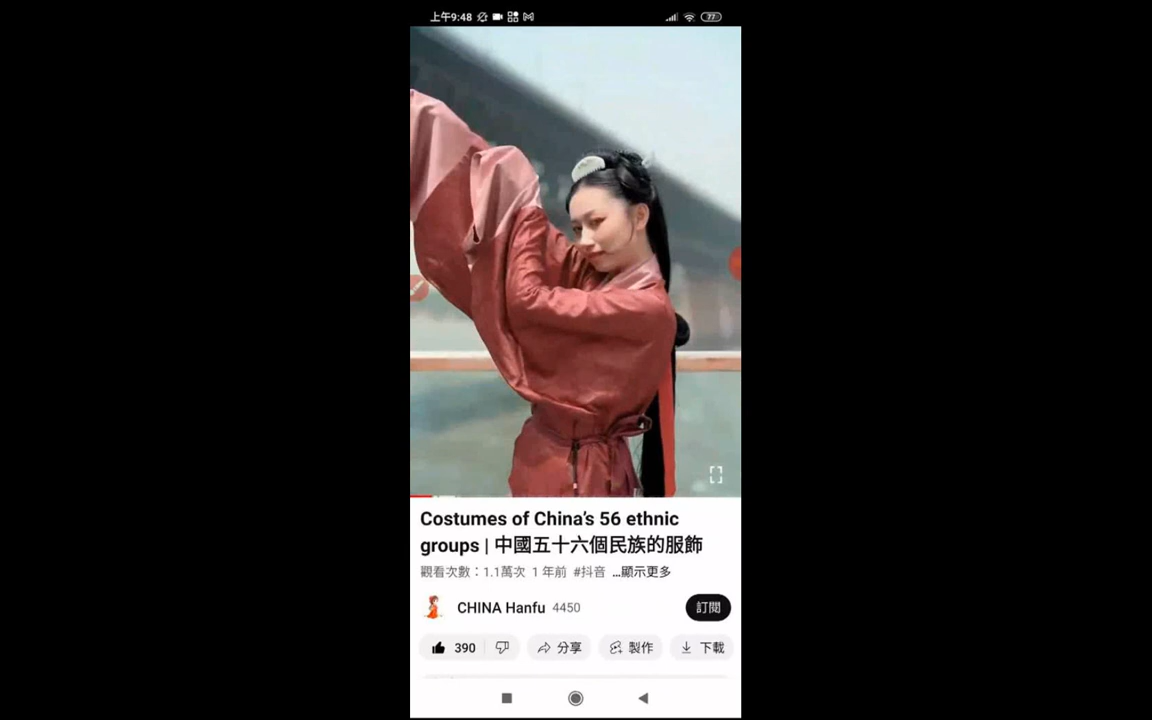 上午9:48
77
Costumes of China's 56 ethnic
groups | 中國五十六個民族的服飾
觀看次數：1.1萬次 1 年前 #抖音 ...顯示更多
CHINA Hanfu 4450 訂閱
390 分享 製作 下載